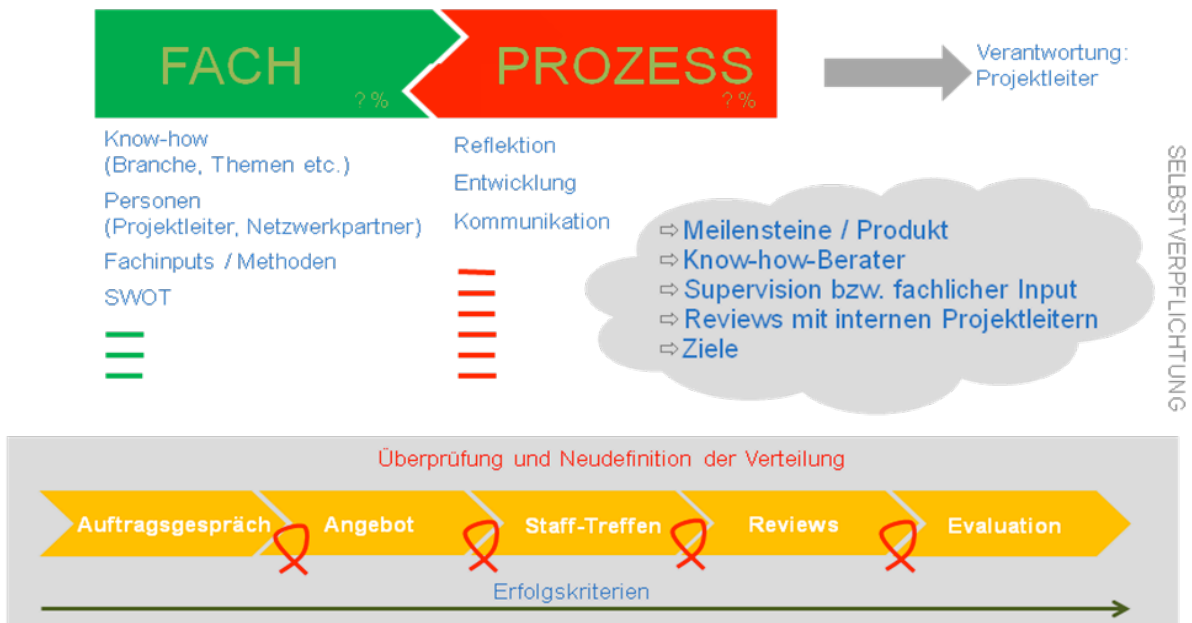 FACH
? %
PROZESS
? %
Verantwortung:
Projektleiter
Know-how
(Branche, Themen etc.)
Personen
(Projektleiter, Netzwerkpartner)
Fachinputs / Methoden
SWOT
Reflektion
Entwicklung
Kommunikation
⇨ Meilensteine / Produkt
⇨ Know-how-Berater
⇨ Supervision bzw. fachlicher Input
⇨ Reviews mit internen Projektleitern
⇨ Ziele
SELBSTVERPFLICHTUNG
Überprüfung und Neudefinition der Verteilung
Auftragsgespräch
Angebot
Staff-Treffen
Reviews
Evaluation
Erfolgskriterien